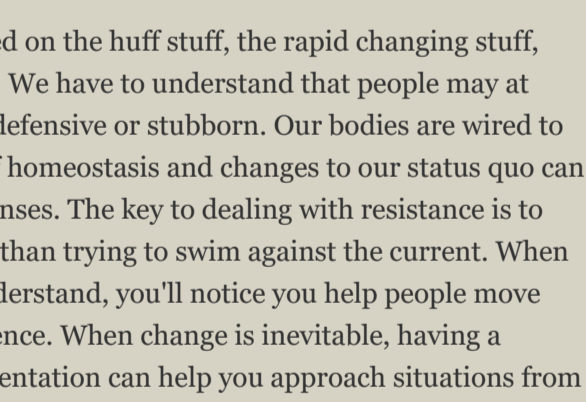 ed on the huff stuff, the rapid changing stuff,
We have to understand that people may at
defensive or stubborn. Our bodies are wired to
homeostasis and changes to our status quo can
nses. The key to dealing with resistance is to
than trying to swim against the current. When
derstand, you'll notice you help people move
ence. When change is inevitable, having a
entation can help you approach situations from